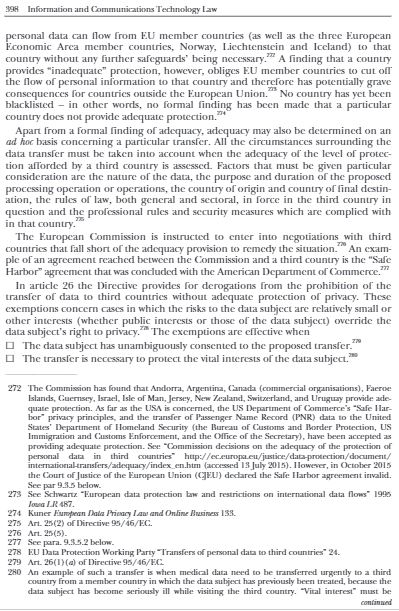 398 Information and Communications Technology Law
personal data can flow from EU member countries (as well as the three European
Economic Area member countries, Norway, Liechtenstein and Iceland) to that
country without any further safeguards' being necessary.272 A finding that a country
provides "inadequate" protection, however, obliges EU member countries to cut off
the flow of personal information to that country and therefore has potentially grave
consequences for countries outside the European Union.273 No country has yet been
blacklisted – in other words, no formal finding has been made that a particular
country does not provide adequate protection.274
Apart from a formal finding of adequacy, adequacy may also be determined on an
ad hoc basis concerning a particular transfer. All the circumstances surrounding the
data transfer must be taken into account when the adequacy of the level of protec-
tion afforded by a third country is assessed. Factors that must be given particular
consideration are the nature of the data, the purpose and duration of the proposed
processing operation or operations, the country of origin and country of final destin-
ation, the rules of law, both general and sectoral, in force in the third country in
question and the professional rules and security measures which are complied with
in that country.275
The European Commission is instructed to enter into negotiations with third
countries that fall short of the adequacy provision to remedy the situation.276 An exam-
ple of an agreement reached between the Commission and a third country is the "Safe
Harbor" agreement that was concluded with the American Department of Commerce.277
In article 26 the Directive provides for derogations from the prohibition of the
transfer of data to third countries without adequate protection of privacy. These
exemptions concern cases in which the risks to the data subject are relatively small or
other interests (whether public interests or those of the data subject) override the
data subject's right to privacy.278 The exemptions are effective when
☐ The data subject has unambiguously consented to the proposed transfer.279
☐ The transfer is necessary to protect the vital interests of the data subject.280
272 The Commission has found that Andorra, Argentina, Canada (commercial organisations), Faeroe
Islands, Guernsey, Israel, Isle of Man, Jersey, New Zealand, Switzerland, and Uruguay provide ade-
quate protection. As far as the USA is concerned, the US Department of Commerce's "Safe Har-
bor" privacy principles, and the transfer of Passenger Name Record (PNR) data to the United
States' Department of Homeland Security (the Bureau of Customs and Border Protection, US
Immigration and Customs Enforcement, and the Office of the Secretary), have been accepted as
providing adequate protection. See "Commission decisions on the adequacy of the protection of
personal data in third countries" http://ec.europa.eu/justice/data-protection/document/
international-transfers/adequacy/index_en.htm (accessed 13 July 2015). However, in October 2015
the Court of Justice of the European Union (CJEU) declared the Safe Harbor agreement invalid.
See par 9.3.5 below.
273 See Schwartz "European data protection law and restrictions on international data flows" 1995
Iowa LR 487.
274 Kuner European Data Privacy Law and Online Business 133.
275 Art. 25(2) of Directive 95/46/EC.
276 Art. 25(5).
277 See para. 9.3.5.2 below.
278 EU Data Protection Working Party "Transfers of personal data to third countries" 24.
279 Art. 26(1)(a) of Directive 95/46/EC.
280 An example of such a transfer is when medical data need to be transferred urgently to a third
country from a member country in which the data subject has previously been treated, because the
data subject has become seriously ill while visiting the third country. "Vital interest" must be
continued